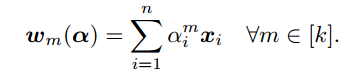 w_m(α) = ∑_{i=1}^{n} α_i^m x_i ∀m ∈ [k].